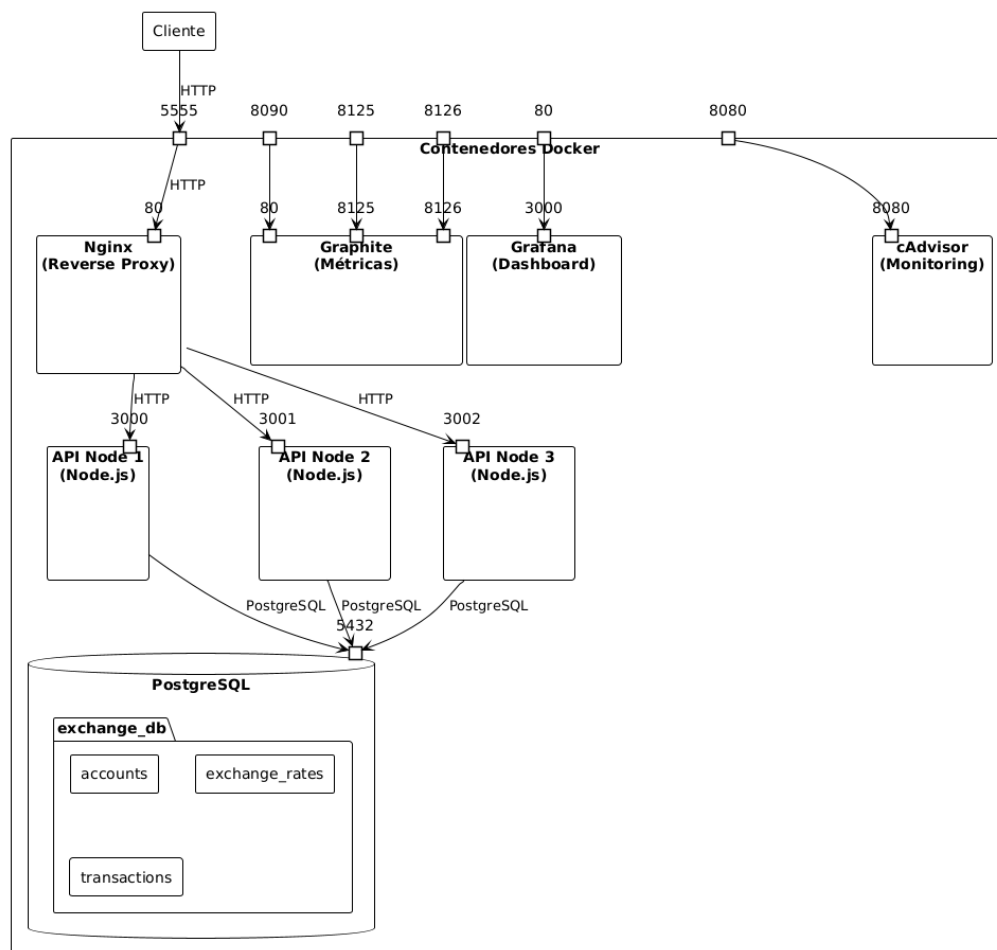 Cliente
HTTP
5555
8090
8125
8126
80
8080
Contenedores Docker
HTTP
80
80
8125
8126
3000
8080
Nginx
(Reverse Proxy)
Graphite
(Métricas)
Grafana
(Dashboard)
cAdvisor
(Monitoring)
HTTP
HTTP
HTTP
3000
3001
3002
API Node 1
(Node.js)
API Node 2
(Node.js)
API Node 3
(Node.js)
PostgreSQL
PostgreSQL
PostgreSQL
5432
PostgreSQL
exchange_db
accounts
exchange_rates
transactions